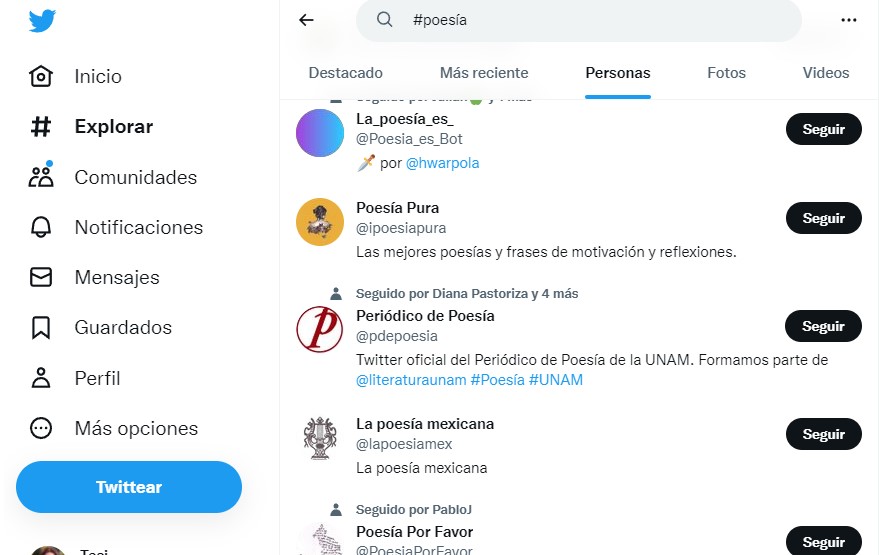 Inicio
Explorar
Comunidades
Notificaciones
Mensajes
Guardados
Perfil
Más opciones
Twittear
#poesía
Destacado
Más reciente
Personas
Fotos
Videos
La_poesía_es_
@Poesia_es_Bot
por @hwarpola
Seguir
Poesía Pura
@ipoesiapura
Las mejores poesías y frases de motivación y reflexiones.
Seguir
Seguido por Diana Pastoriza y 4 más
Periódico de Poesía
@pdepoesia
Twitter oficial del Periódico de Poesía de la UNAM. Formamos parte de
@literaturaunam #Poesía #UNAM
Seguir
La poesía mexicana
@lapoesiamex
La poesía mexicana
Seguir
Seguido por PabloJ
Poesía Por Favor
@PoesiaPorFavor
Seguir